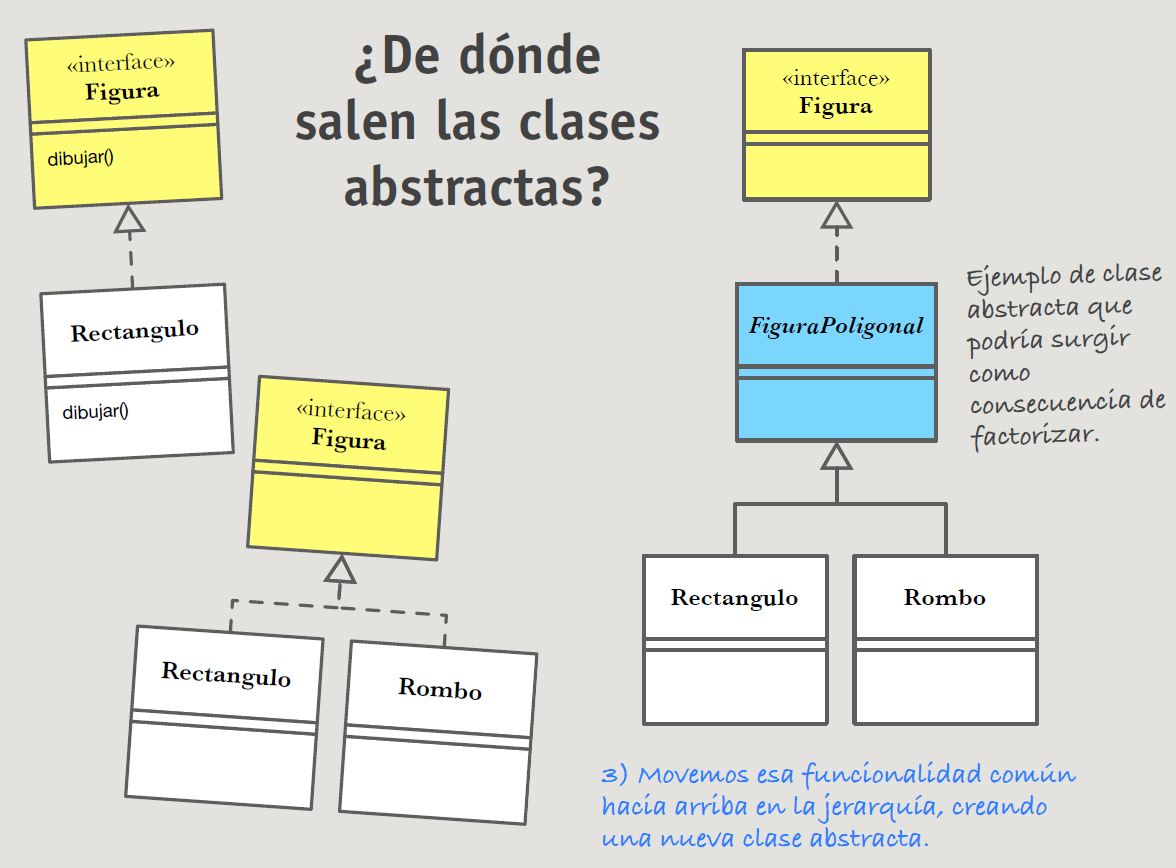 ¿De dónde
salen las clases
abstractas?
«interface»
Figura
dibujar()
Rectangulo
dibujar()
«interface»
Figura
Rectangulo
Rombo
«interface»
Figura
FiguraPoligonal
Ejemplo de clase
abstracta que
podría surgir
como
consecuencia de
factorizar.
Rectangulo
Rombo
3) Movemos esa funcionalidad común
hacia arriba en la jerarquía, creando
una nueva clase abstracta.